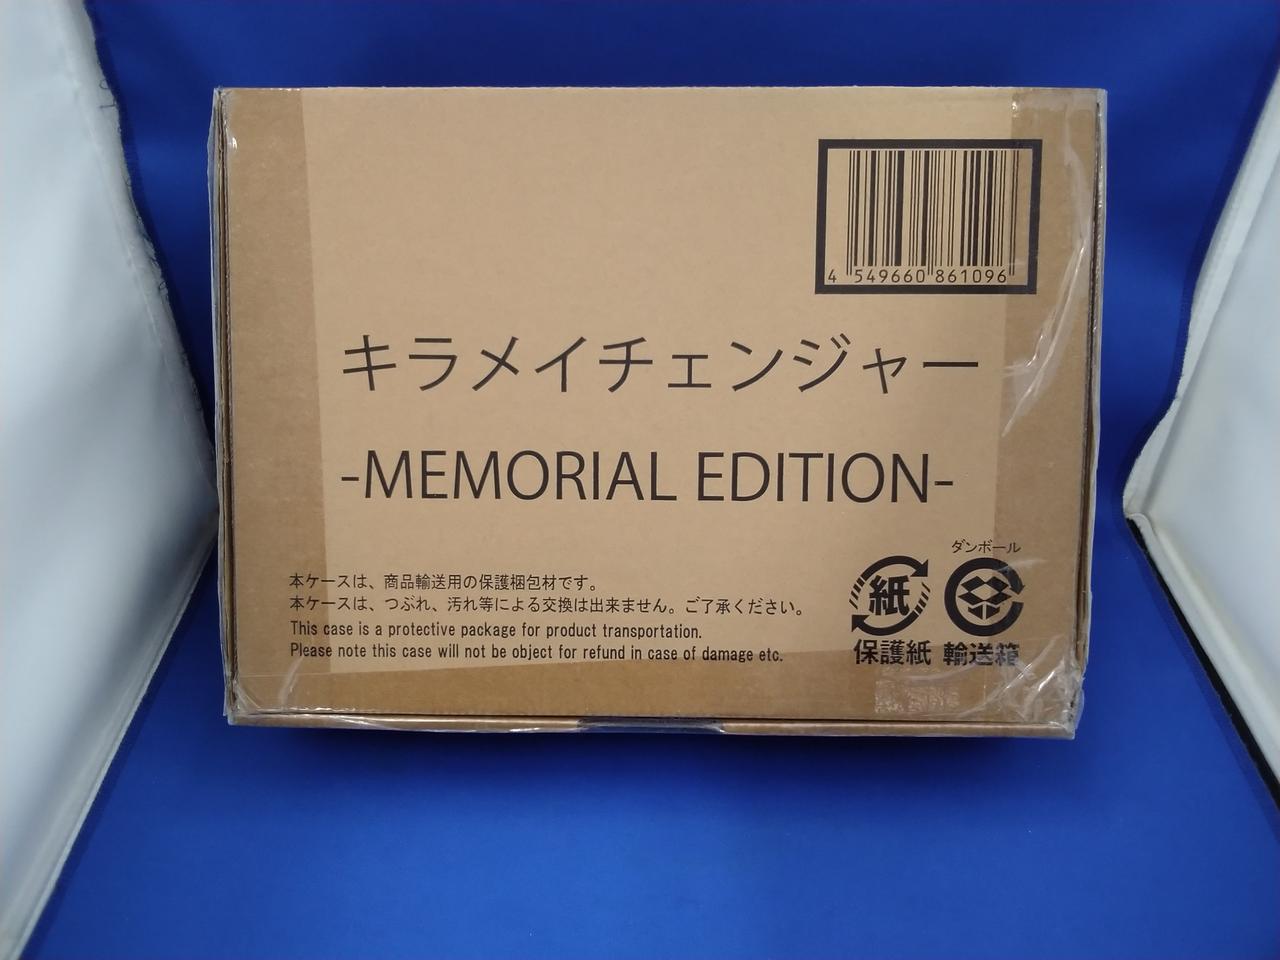 4 549660 861096
キラメイチェンジャー
-MEMORIAL EDITION-
本ケースは、商品輸送用の保護梱包材です。
本ケースは、つぶれ、汚れ等による交換は出来ません。ご了承ください。
This case is a protective package for product transportation.
Please note this case will not be object for refund in case of damage etc.
ダンボール
紙
保護紙 輸送箱